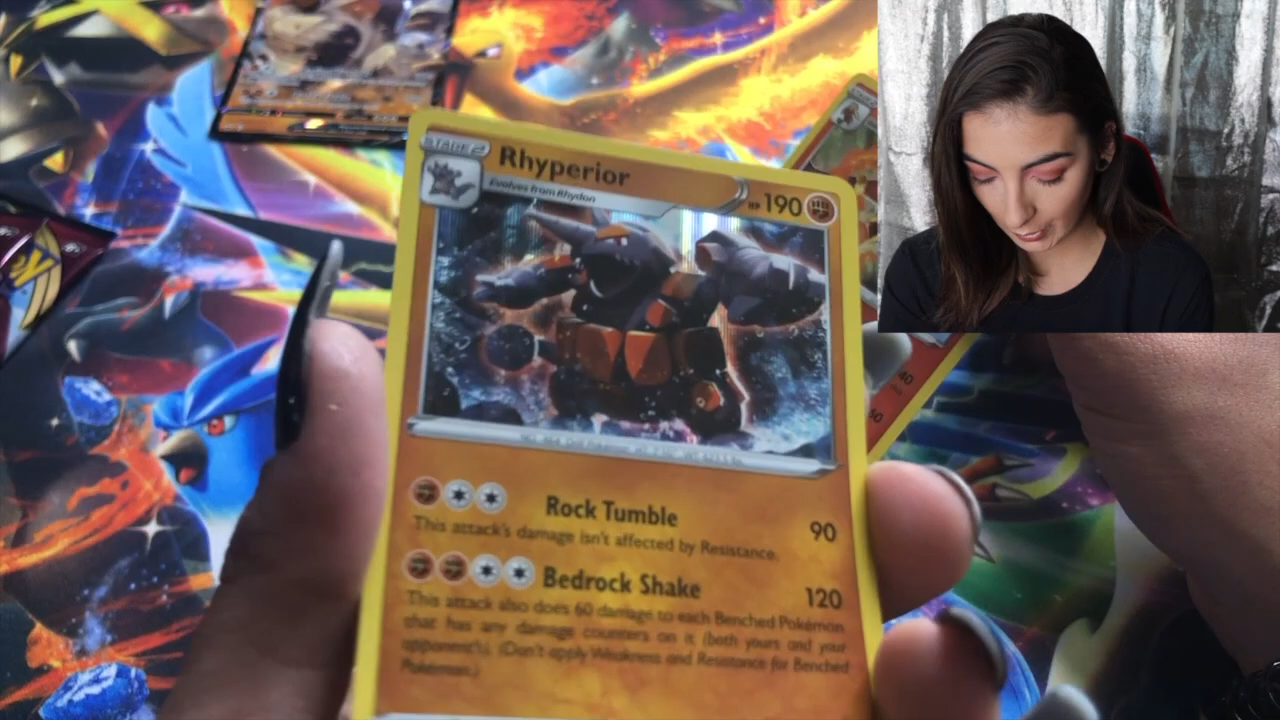 STAGE 2
Rhyperior
HP 190
Evolves from Rhydon
Rock Tumble 90
This attack's damage isn't affected by Resistance.
Bedrock Shake 120
This attack also does 60 damage to each Benched Pokémon
that has any damage counters on it (both yours and your
opponent's). (Don't apply Weakness and Resistance for Benched
Pokémon.)
40
50